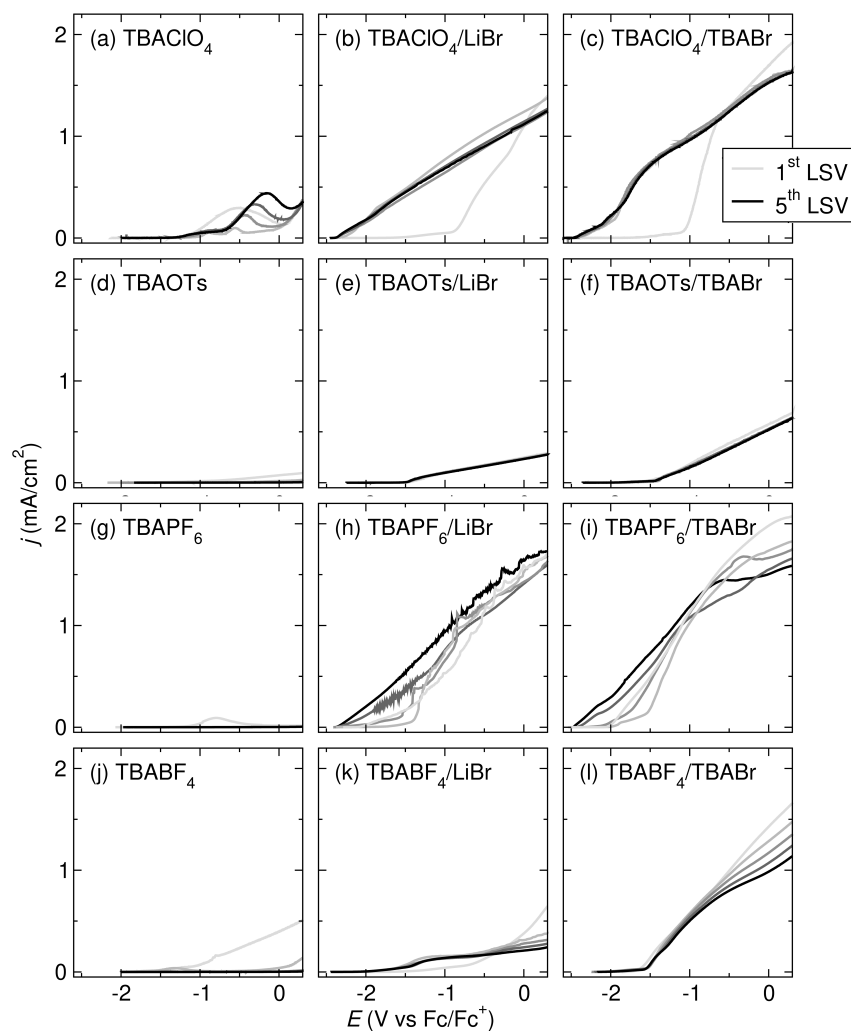 2
(a) TBAClO4
(b) TBAClO4/LiBr
(c) TBAClO4/TBABr
1
1st LSV
5th LSV
0
2
(d) TBAOTs
(e) TBAOTs/LiBr
(f) TBAOTs/TBABr
1
0
j (mA/cm2)
2
(g) TBAPF6
(h) TBAPF6/LiBr
(i) TBAPF6/TBABr
1
0
2
(j) TBABF4
(k) TBABF4/LiBr
(l) TBABF4/TBABr
1
0
-2 -1 0 -2 -1 0 -2 -1 0
E (V vs Fc/Fc+)